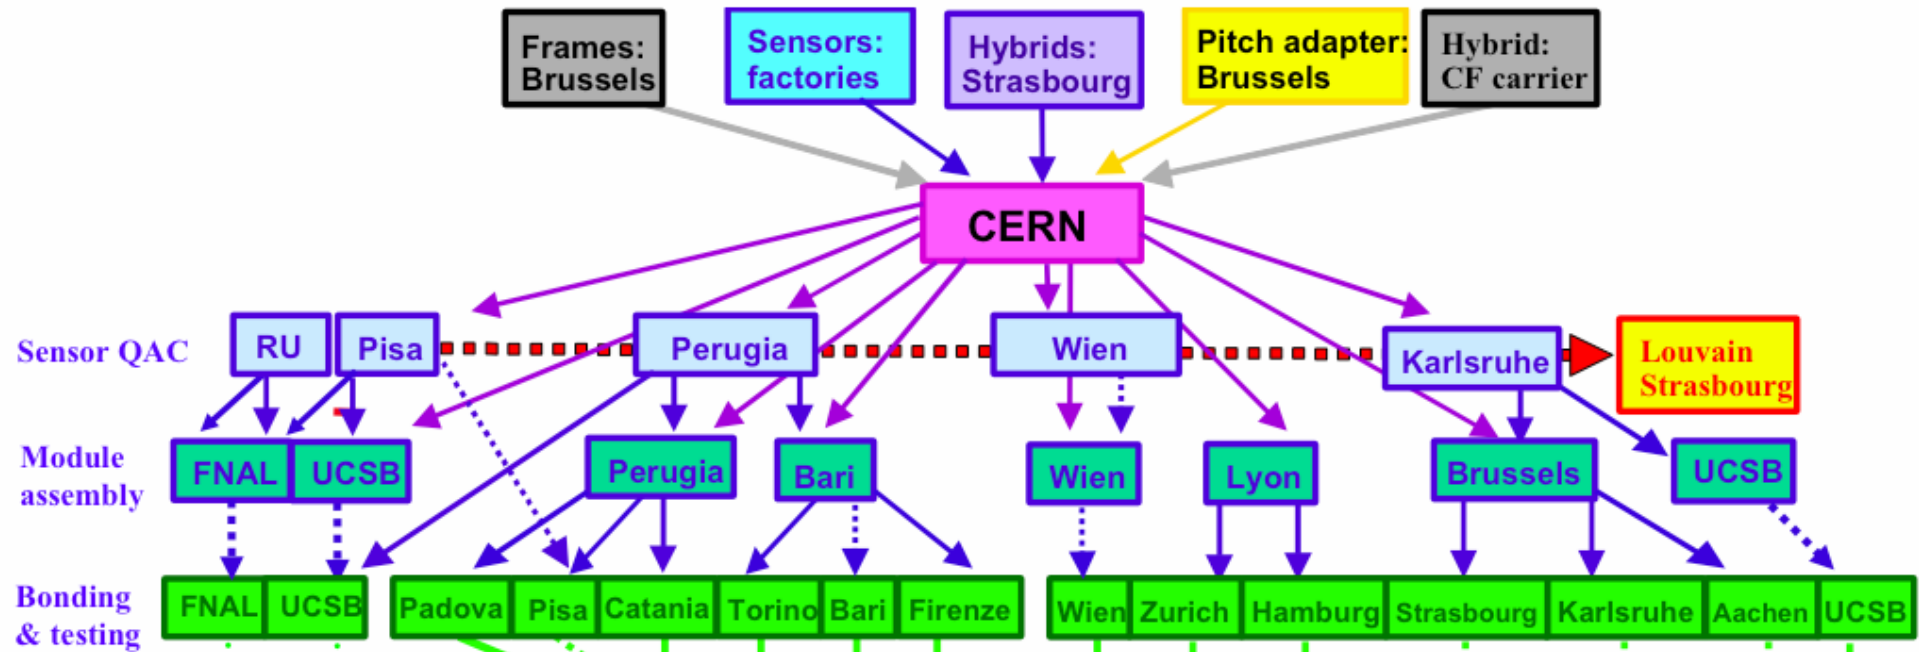 Frames:
Brussels
Sensors:
factories
Hybrids:
Strasbourg
Pitch adapter:
Brussels
Hybrid:
CF carrier
CERN
Sensor QAC
RU
Pisa
Perugia
Wien
Karlsruhe
Louvain
Strasbourg
Module
assembly
FNAL
UCSB
Perugia
Bari
Wien
Lyon
Brussels
UCSB
Bonding
& testing
FNAL
UCSB
Padova
Pisa
Catania
Torino
Bari
Firenze
Wien
Zurich
Hamburg
Strasbourg
Karlsruhe
Aachen
UCSB